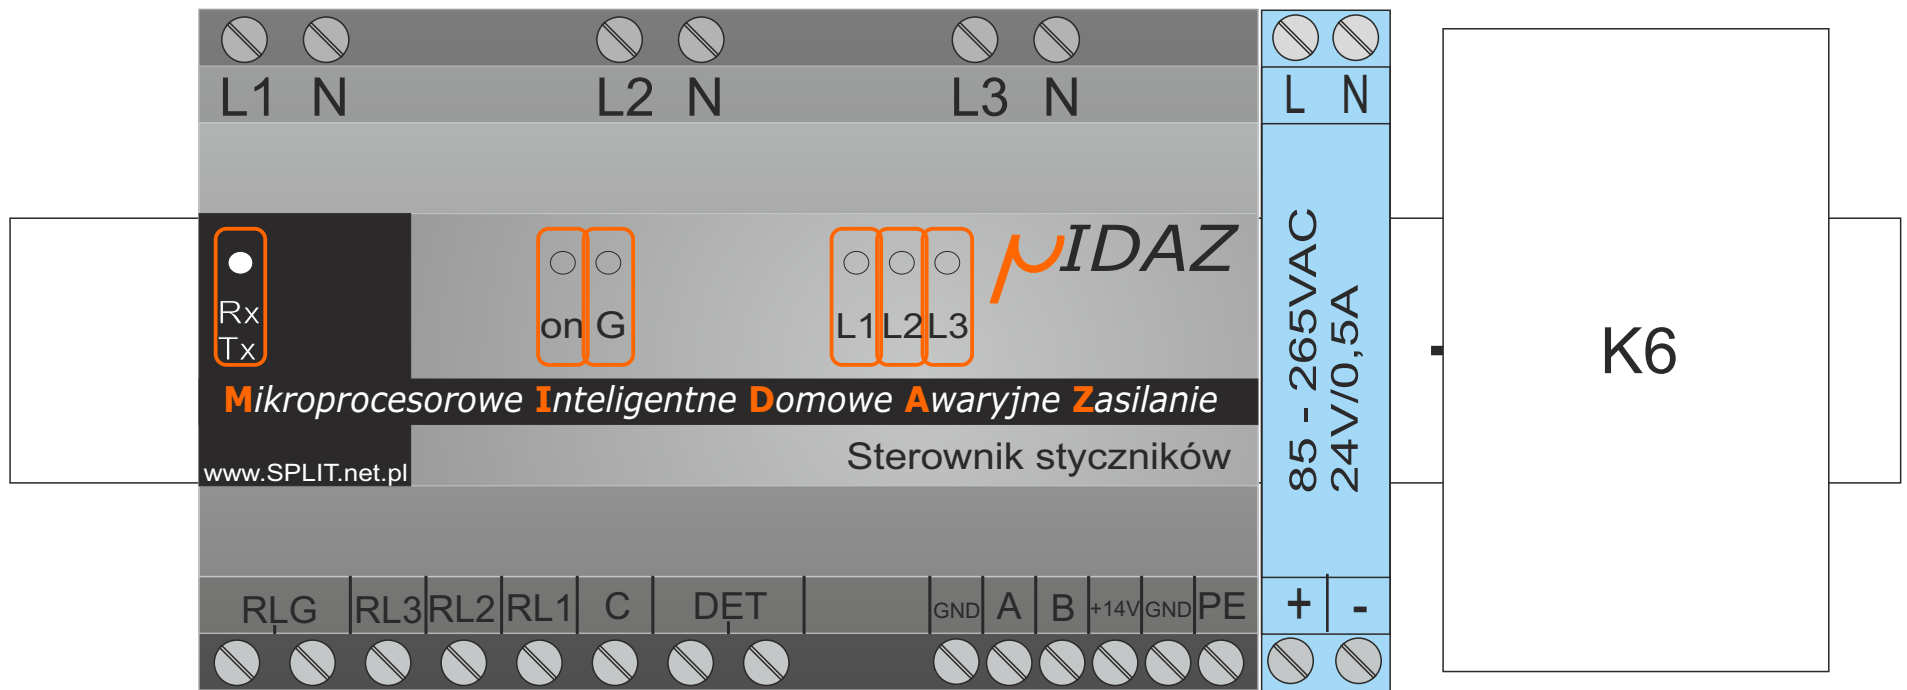 L1 N L2 N L3 N L N
µIDAZ
Rx
Tx
on G L1 L2 L3
Mikroprocesorowe Inteligentne Domowe Awaryjne Zasilanie
Sterownik styczników
www.SPLIT.net.pl
85 - 265VAC
24V/0,5A
K6
RLG RL3 RL2 RL1 C DET GND A B +14V GND PE + -